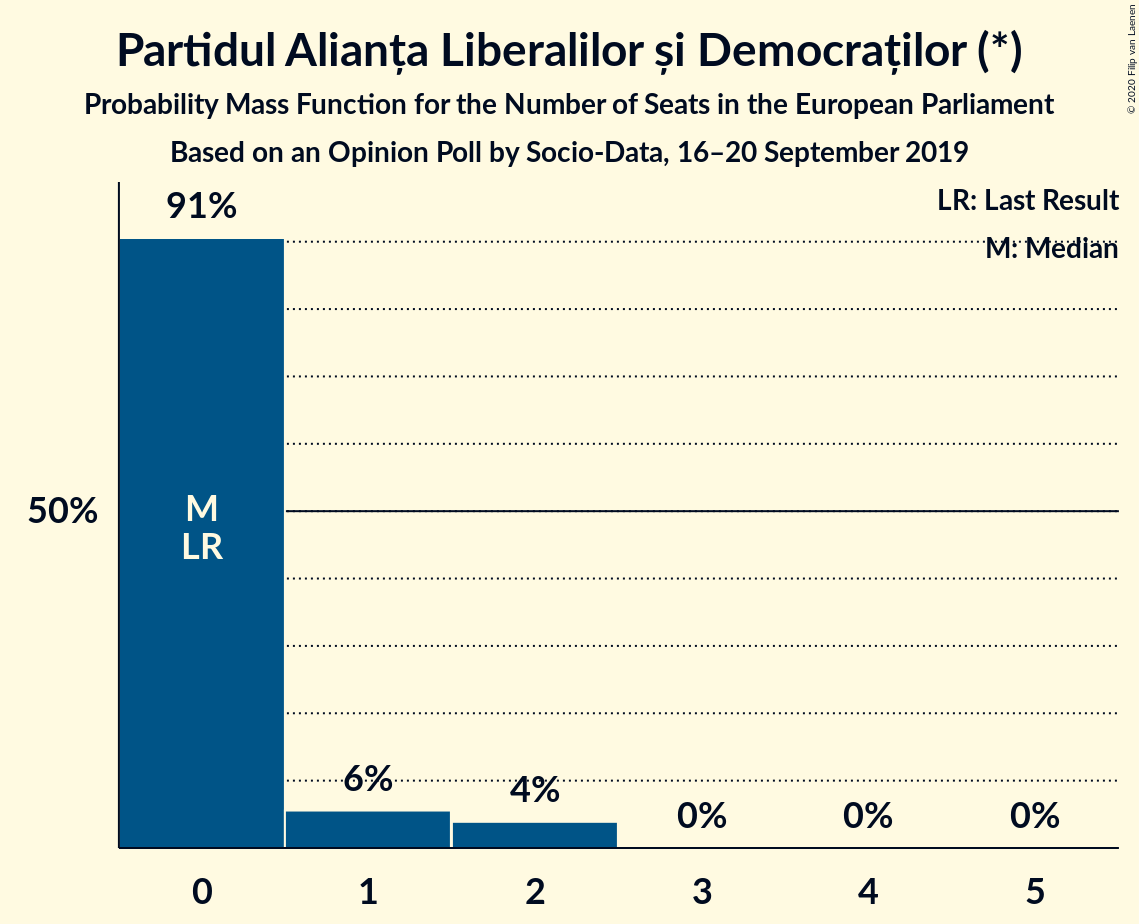 Partidul Alianța Liberalilor și Democraților (*)
Probability Mass Function for the Number of Seats in the European Parliament
Based on an Opinion Poll by Socio-Data, 16–20 September 2019
© 2020 Filip van Laenen
LR: Last Result
M: Median
91%
50%
M
LR
6%
4%
0%
0%
0%
0
1
2
3
4
5